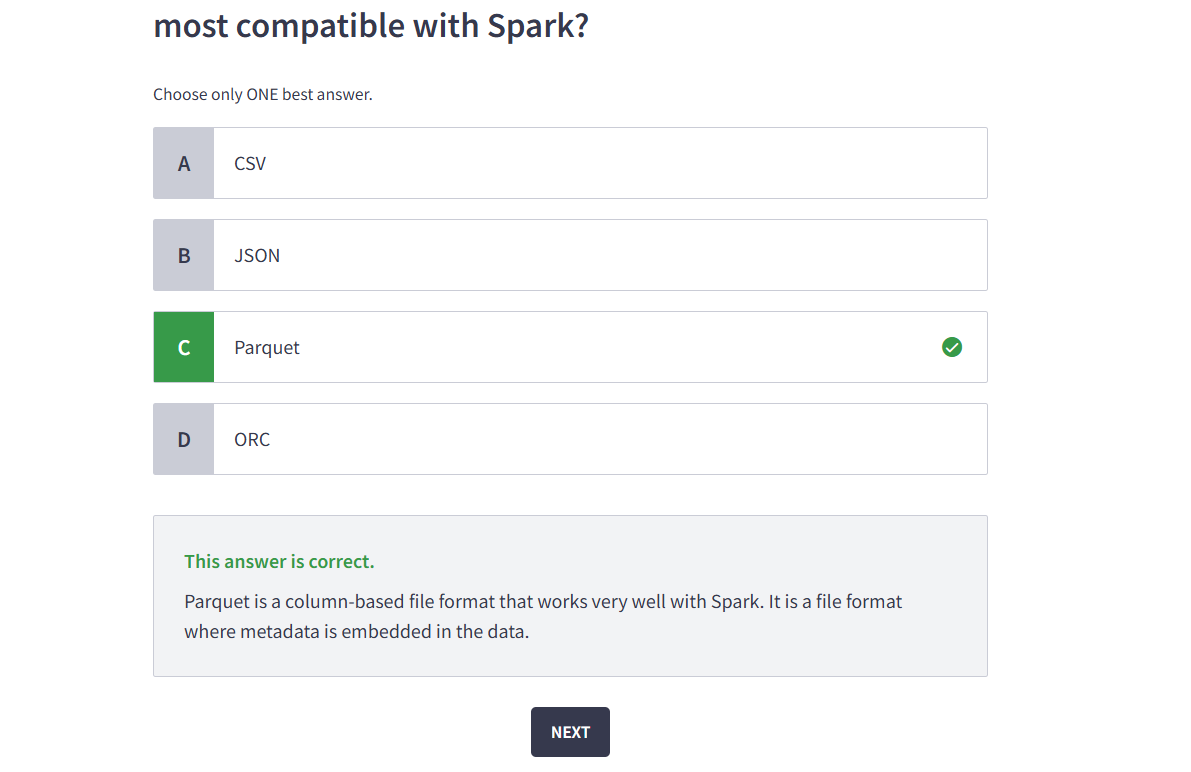 most compatible with Spark?
Choose only ONE best answer.
A CSV
B JSON
C Parquet
D ORC
This answer is correct.
Parquet is a column-based file format that works very well with Spark. It is a file format
where metadata is embedded in the data.
NEXT